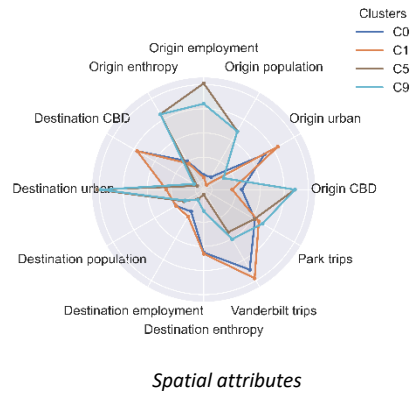 Clusters
C0
C1
C5
C9
Origin employment
Origin enthropy
Origin population
Destination CBD
Origin urban
Destination urban
Origin CBD
Destination population
Park trips
Destination employment
Vanderbilt trips
Destination enthropy
Spatial attributes